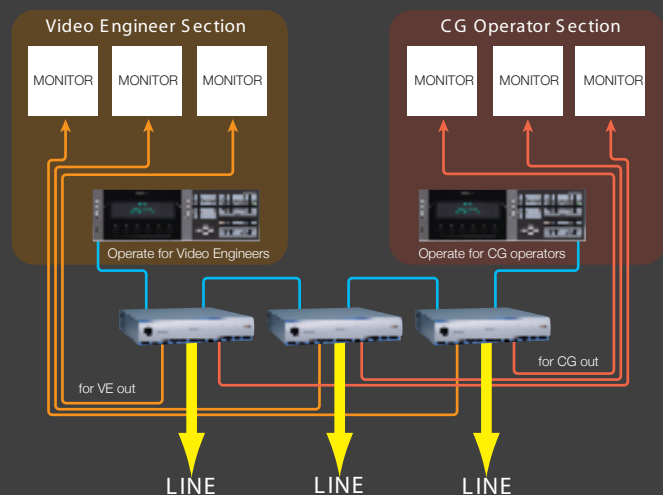 Video Engineer Section
CG Operator Section
MONITOR
MONITOR
MONITOR
MONITOR
MONITOR
MONITOR
Operate for Video Engineers
Operate for CG operators
for VE out
for CG out
LINE
LINE
LINE